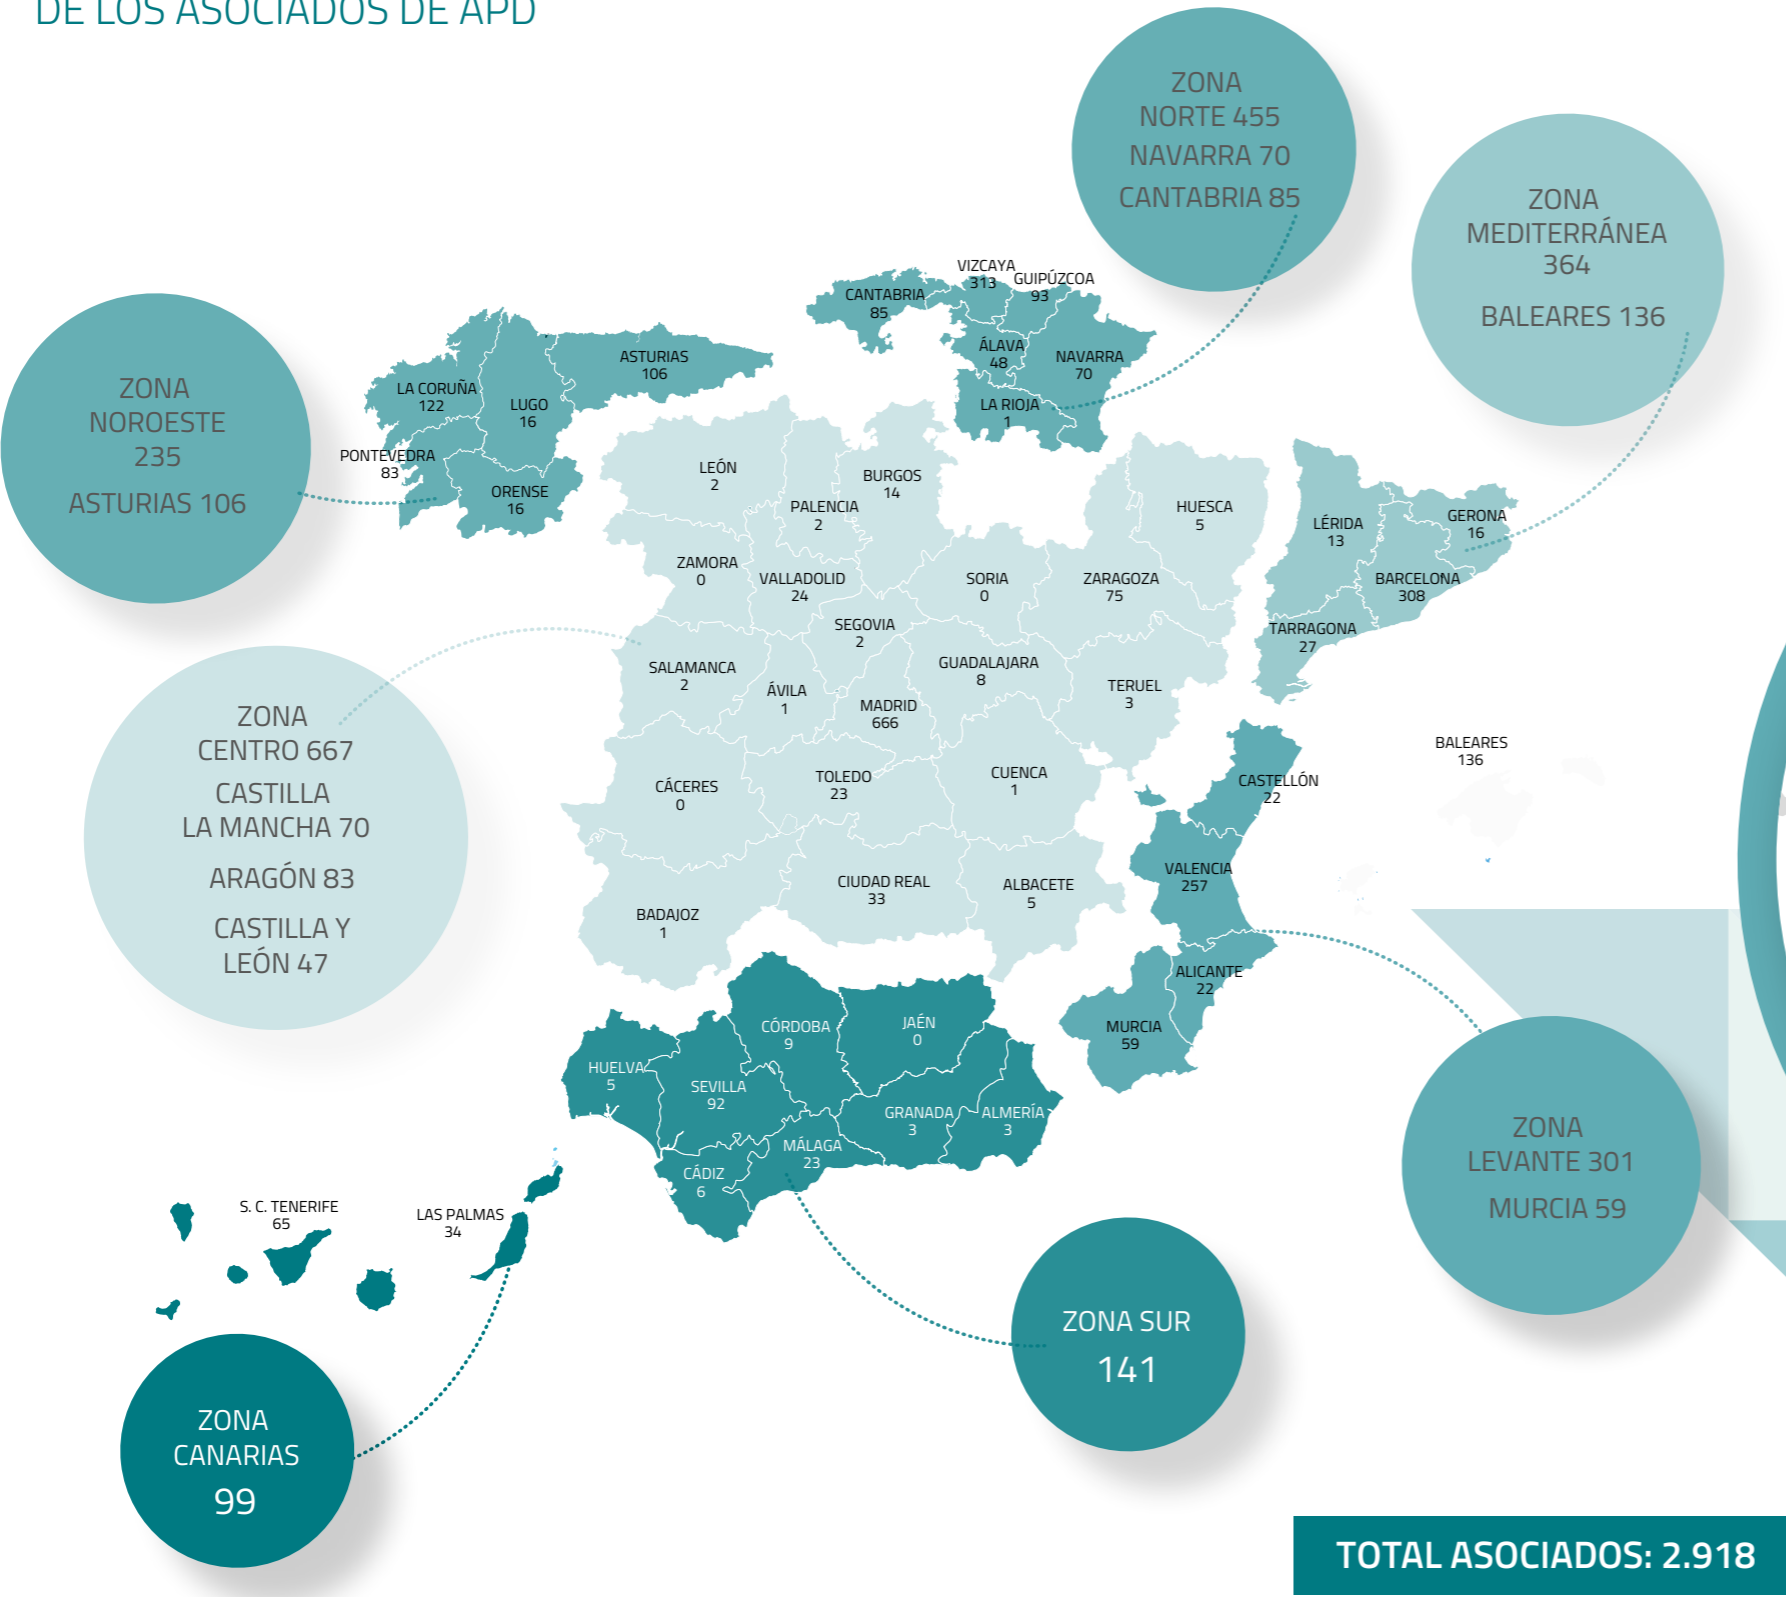 DE LOS ASOCIADOS DE APD
ZONA
NORTE 455
NAVARRA 70
CANTABRIA 85
ZONA
MEDITERRÁNEA
364
BALEARES 136
ZONA
NOROESTE
235
ASTURIAS 106
ZONA
CENTRO 667
CASTILLA
LA MANCHA 70
ARAGÓN 83
CASTILLA Y
LEÓN 47
VIZCAYA
313
GUIPÚZCOA
93
CANTABRIA
85
ÁLAVA
48
NAVARRA
70
LA RIOJA
1
ASTURIAS
106
LA CORUÑA
122
LUGO
16
PONTEVEDRA
83
ORENSE
16
LEÓN
2
PALENCIA
2
BURGOS
14
HUESCA
5
LÉRIDA
13
GERONA
16
BARCELONA
308
TARRAGONA
27
ZAMORA
0
VALLADOLID
24
SORIA
0
ZARAGOZA
75
SEGOVIA
2
SALAMANCA
2
ÁVILA
1
MADRID
666
GUADALAJARA
8
TERUEL
3
BALEARES
136
CÁCERES
0
TOLEDO
23
CUENCA
1
CASTELLÓN
22
VALENCIA
257
BADAJOZ
1
CIUDAD REAL
33
ALBACETE
5
ALICANTE
22
MURCIA
59
CÓRDOBA
9
JAÉN
0
HUELVA
5
SEVILLA
92
GRANADA
3
ALMERÍA
3
MÁLAGA
23
CÁDIZ
6
S. C. TENERIFE
65
LAS PALMAS
34
ZONA
LEVANTE 301
MURCIA 59
ZONA SUR
141
ZONA
CANARIAS
99
TOTAL ASOCIADOS: 2.918